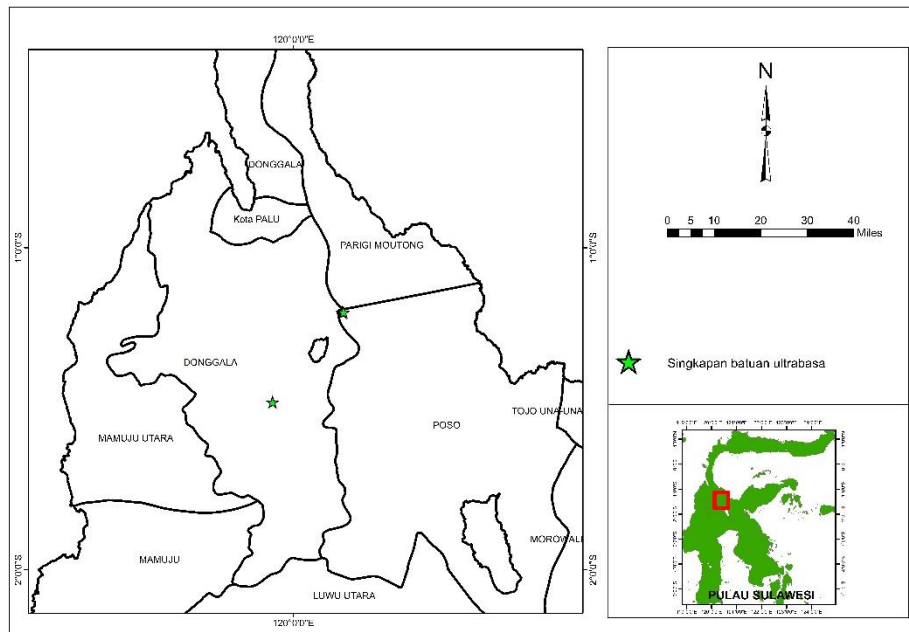 120°0'0"E
DONGGALA
Kota PALU
1°0'0"S
1°0'0"S
PARIGI MOUTONG
DONGGALA
MAMUJU UTARA
POSO
TOJO UNA-UNA
MAMUJU
MOROWALI
2°0'0"S
2°0'0"S
LUWU UTARA
120°0'0"E
N
0 5 10 20 30 40
Miles
Singkapan batuan ultrabasa
PULAU SULAWESI